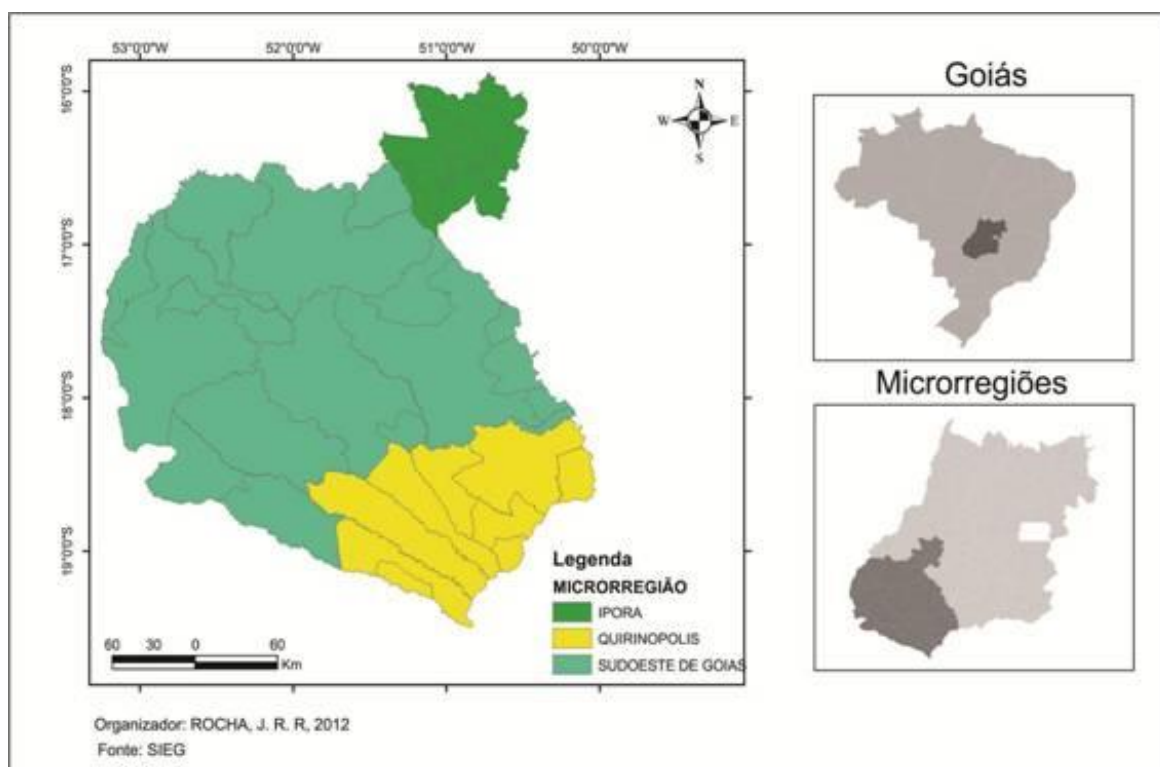 53°0'0"W
52°0'0"W
51°0'0"W
50°0'0"W
16°0'0"S
17°0'0"S
18°0'0"S
19°0'0"S
N
W
E
S
Legenda
MICRORREGIÃO
IPORA
QUIRINOPOLIS
SUDOESTE DE GOIAS
60 30 0 60
Km
Organizador: ROCHA, J. R. R, 2012
Fonte: SIEG
Goiás
Microrregiões